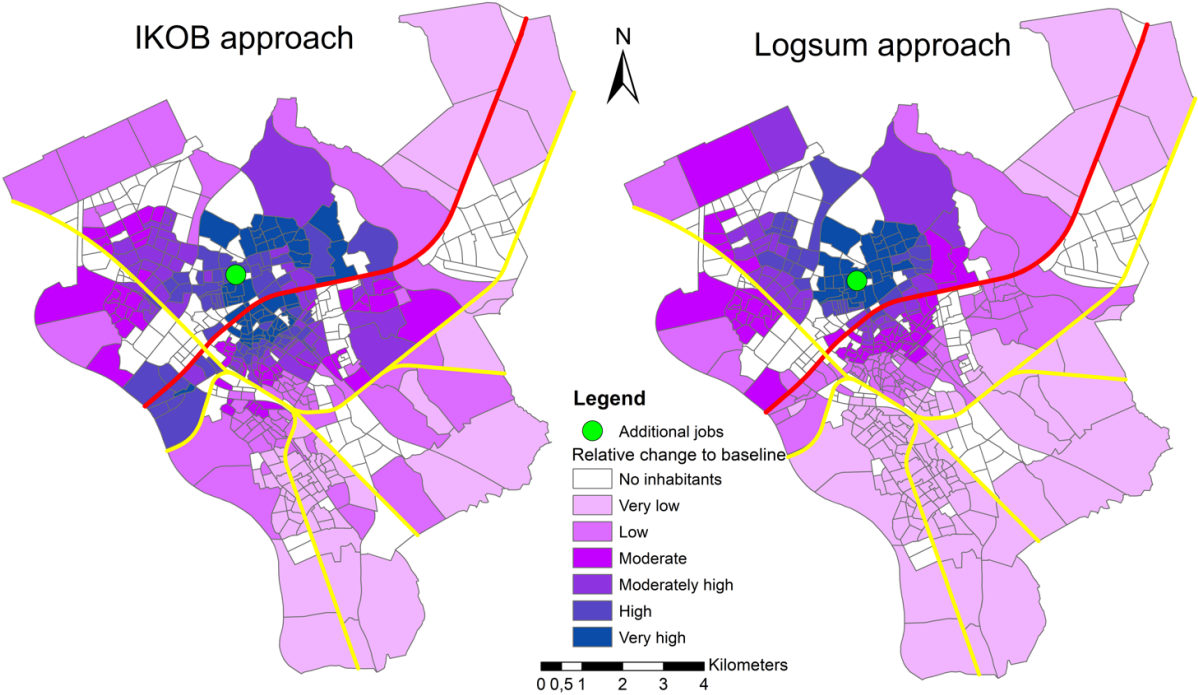 IKOB approach
N
Logsum approach
Legend
Additional jobs
Relative change to baseline
No inhabitants
Very low
Low
Moderate
Moderately high
High
Very high
Kilometers
0 0,5 1 2 3 4